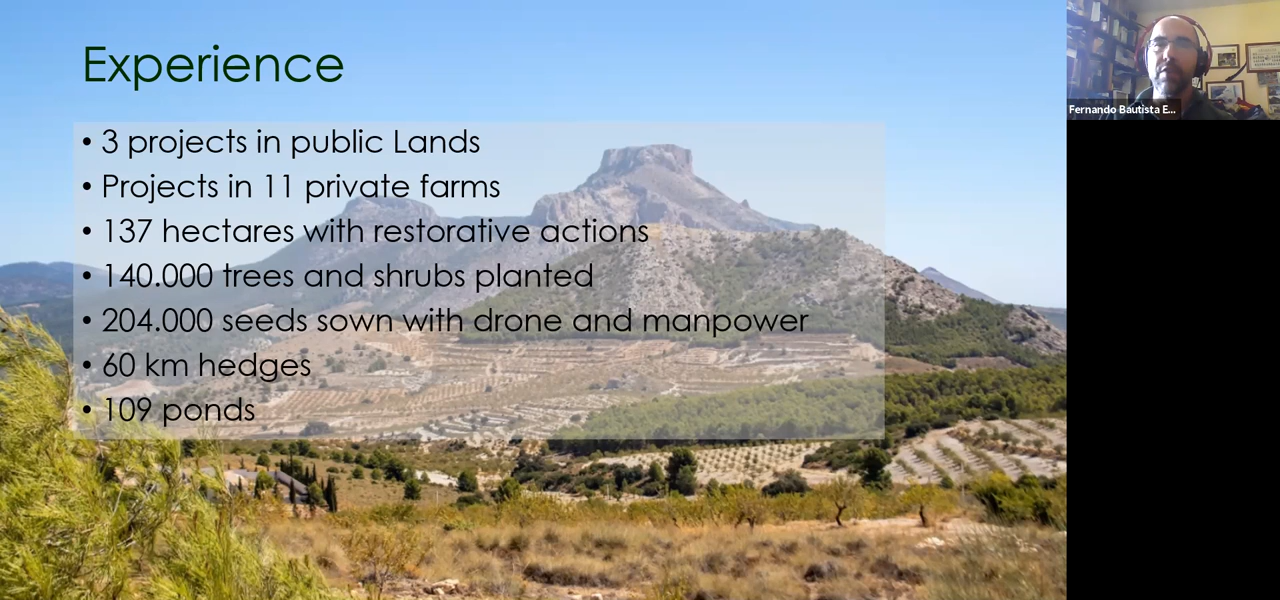 Experience
• 3 projects in public Lands
• Projects in 11 private farms
• 137 hectares with restorative actions
• 140.000 trees and shrubs planted
• 204.000 seeds sown with drone and manpower
• 60 km hedges
• 109 ponds
Fernando Bautista E...